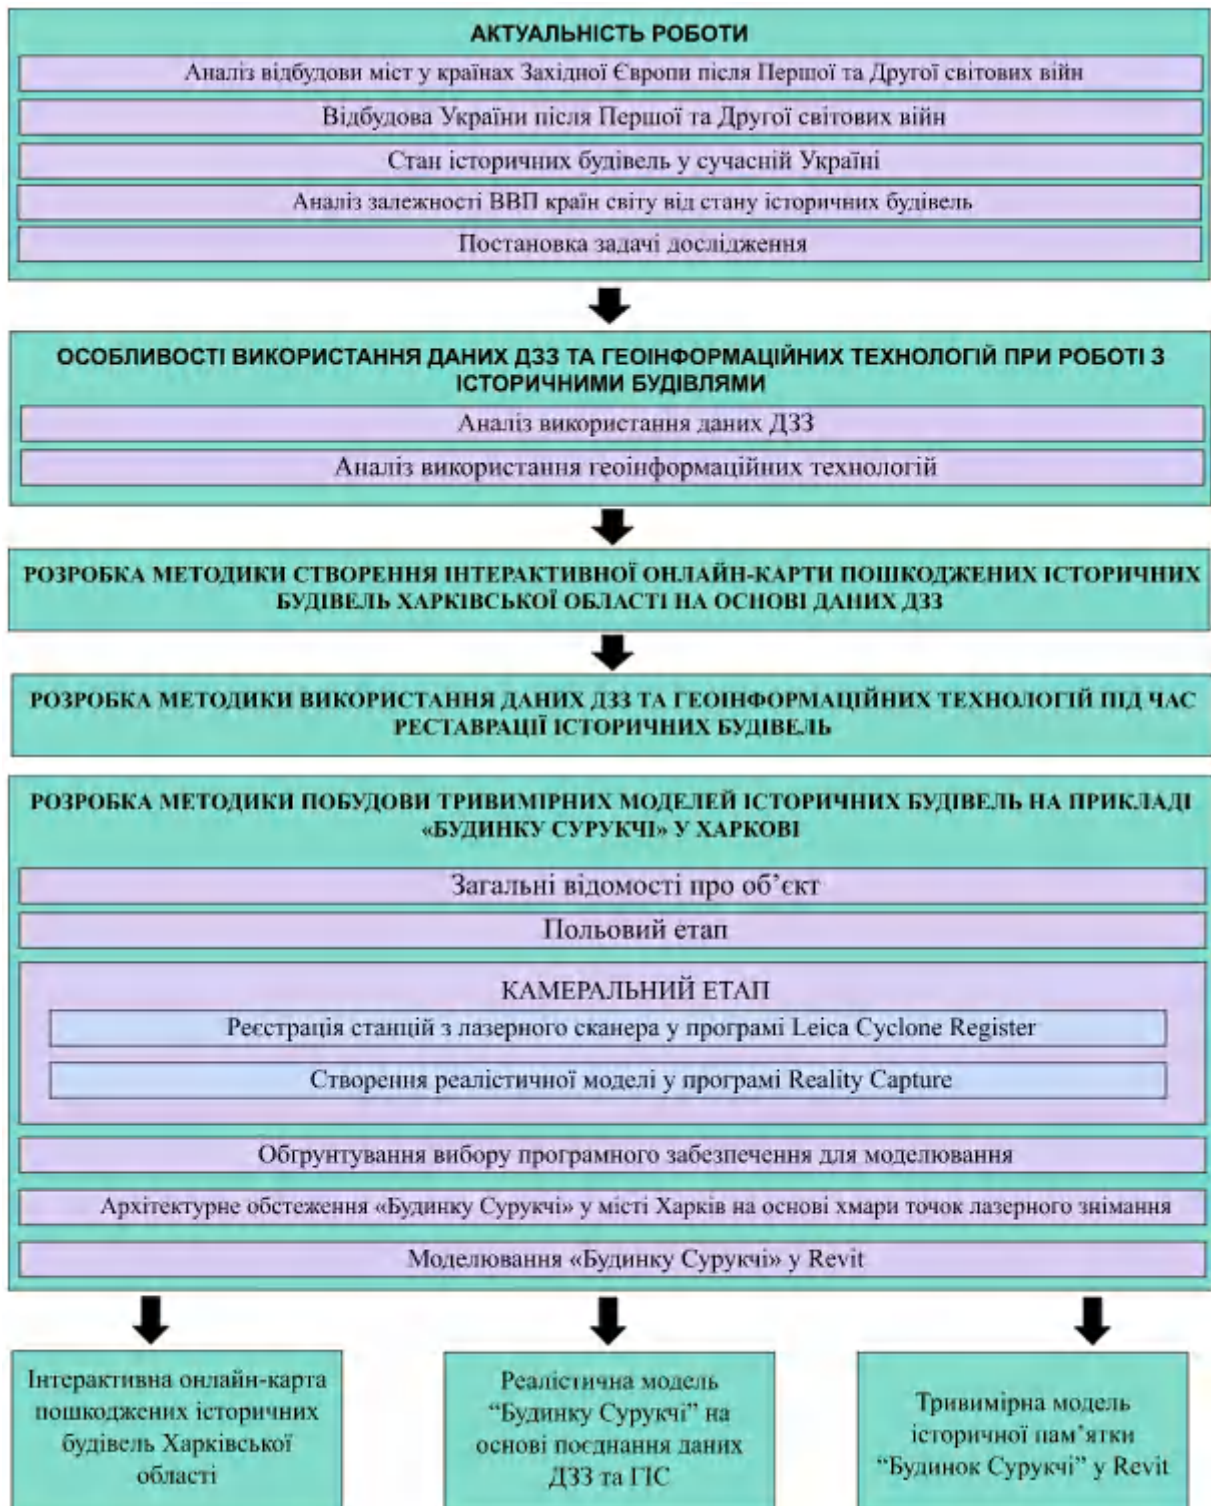 АКТУАЛЬНІСТЬ РОБОТИ
Аналіз відбудови міст у країнах Західної Європи після Першої та Другої світових війн
Відбудова України після Першої та Другої світових війн
Стан історичних будівель у сучасній Україні
Аналіз залежності ВВП країн світу від стану історичних будівель
Постановка задачі дослідження
ОСОБЛИВОСТІ ВИКОРИСТАННЯ ДАНИХ ДЗЗ ТА ГЕОІНФОРМАЦІЙНИХ ТЕХНОЛОГІЙ ПРИ РОБОТІ З
ІСТОРИЧНИМИ БУДІВЛЯМИ
Аналіз використання даних ДЗЗ
Аналіз використання геоінформаційних технологій
РОЗРОБКА МЕТОДИКИ СТВОРЕННЯ ІНТЕРАКТИВНОЇ ОНЛАЙН-КАРТИ ПОШКОДЖЕНИХ ІСТОРИЧНИХ
БУДІВЕЛЬ ХАРКІВСЬКОЇ ОБЛАСТІ НА ОСНОВІ ДАНИХ ДЗЗ
РОЗРОБКА МЕТОДИКИ ВИКОРИСТАННЯ ДАНИХ ДЗЗ ТА ГЕОІНФОРМАЦІЙНИХ ТЕХНОЛОГІЙ ПІД ЧАС
РЕСТАВРАЦІЇ ІСТОРИЧНИХ БУДІВЕЛЬ
РОЗРОБКА МЕТОДИКИ ПОБУДОВИ ТРИВИМІРНИХ МОДЕЛЕЙ ІСТОРИЧНИХ БУДІВЕЛЬ НА ПРИКЛАДІ
«БУДИНКУ СУРУКЧІ» У ХАРКОВІ
Загальні відомості про об’єкт
Польовий етап
КАМЕРАЛЬНИЙ ЕТАП
Реєстрація станцій з лазерного сканера у програмі Leica Cyclone Register
Створення реалістичної моделі у програмі Reality Capture
Обґрунтування вибору програмного забезпечення для моделювання
Архітектурне обстеження «Будинку Сурукчі» у місті Харків на основі хмари точок лазерного знімання
Моделювання «Будинку Сурукчі» у Revit
Інтерактивна онлайн-карта
пошкоджених історичних
будівель Харківської
області
Реалістична модель
“Будинку Сурукчі” на
основі поєднання даних
ДЗЗ та ГІС
Тривимірна модель
історичної пам’ятки
“Будинок Сурукчі” у Revit